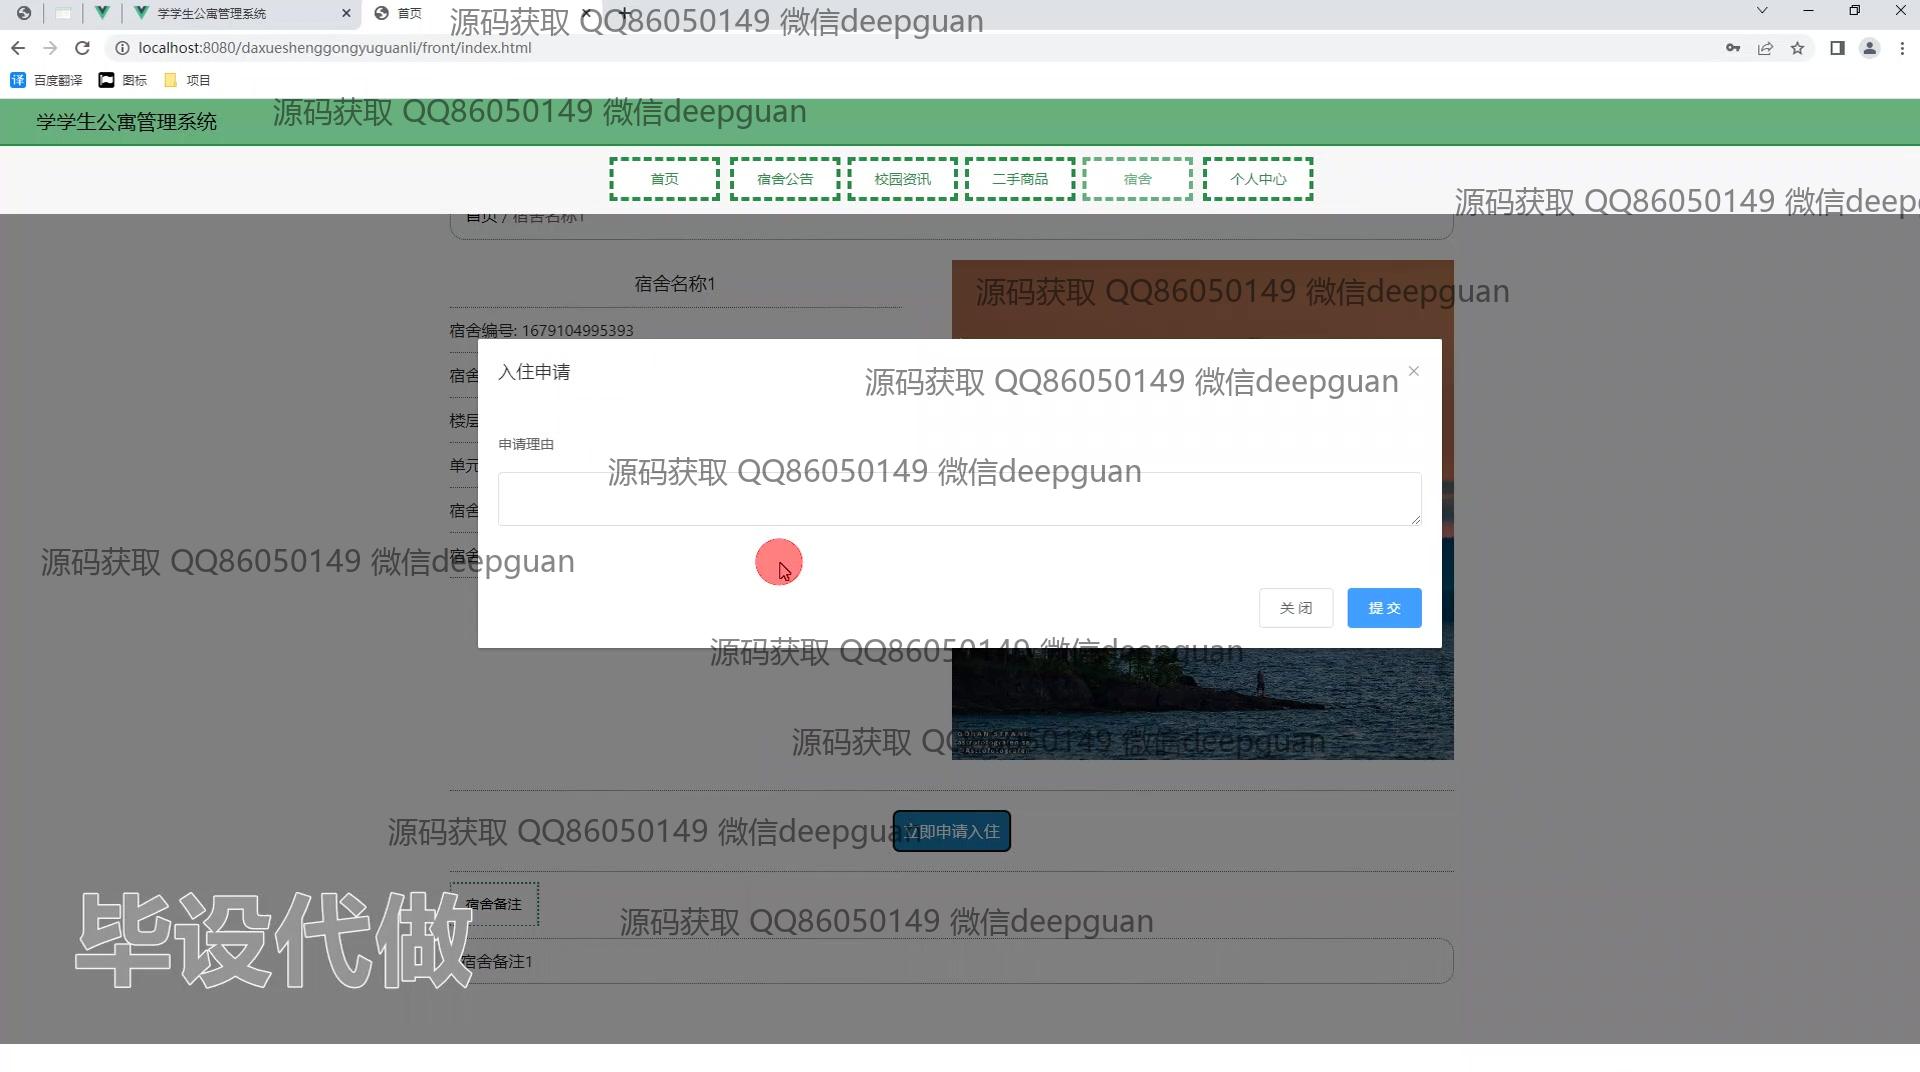 学学生公寓管理系统
首页
源码获取 QQ86050149 微信deepguan
localhost:8080/daxueshenggongyuguanli/front/index.html
百度翻译 图标 项目
学学生公寓管理系统
源码获取 QQ86050149 微信deepguan
首页 宿舍公告 校园资讯 二手商品 宿舍 个人中心
源码获取 QQ86050149 微信deep
首页 / 宿舍名称1
宿舍名称1
源码获取 QQ86050149 微信deepguan
宿舍编号: 1679104995393
入住申请
源码获取 QQ86050149 微信deepguan
宿舍
楼层
申请理由
单元
源码获取 QQ86050149 微信deepguan
宿舍
宿舍
源码获取 QQ86050149 微信deepguan
关闭 提交
源码获取 QQ86050149 微信deepguan
源码获取 QQ86050149 微信deepguan
源码获取 QQ86050149 微信deepguan
立即申请入住
宿舍备注
源码获取 QQ86050149 微信deepguan
毕设代做
宿舍备注1